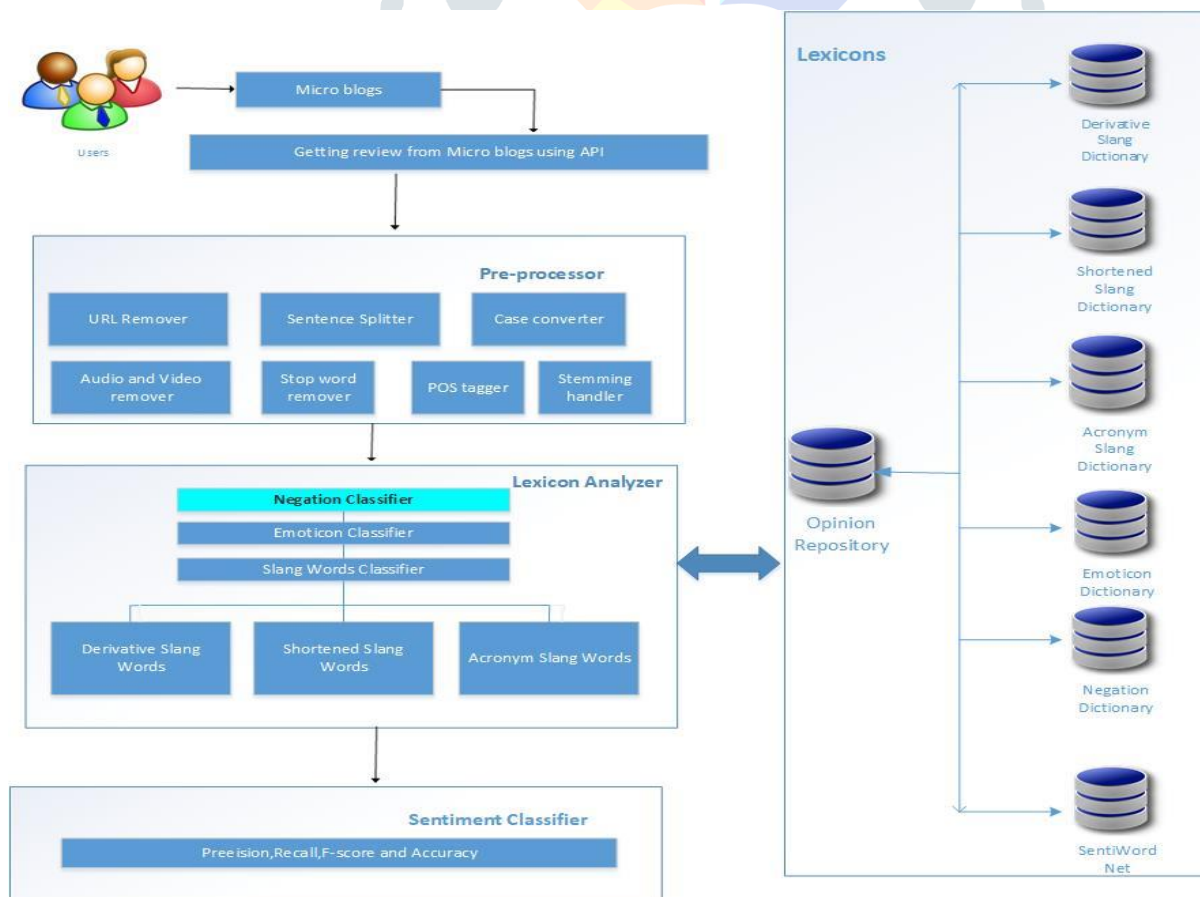 Users
Micro blogs
Getting review from Micro blogs using API
Pre-processor
URL Remover
Sentence Splitter
Case converter
Audio and Video
remover
Stop word
remover
POS tagger
Stemming
handler
Lexicon Analyzer
Negation Classifier
Emoticon Classifier
Slang Words Classifier
Derivative Slang
Words
Shortened Slang
Words
Acronym Slang Words
Sentiment Classifier
Preeision,Recall,F-score and Accuracy
Lexicons
Opinion
Repository
Derivative
Slang
Dictionary
Shortened
Slang
Dictionary
Acronym
Slang
Dictionary
Emoticon
Dictionary
Negation
Dictionary
SentiWord
Net